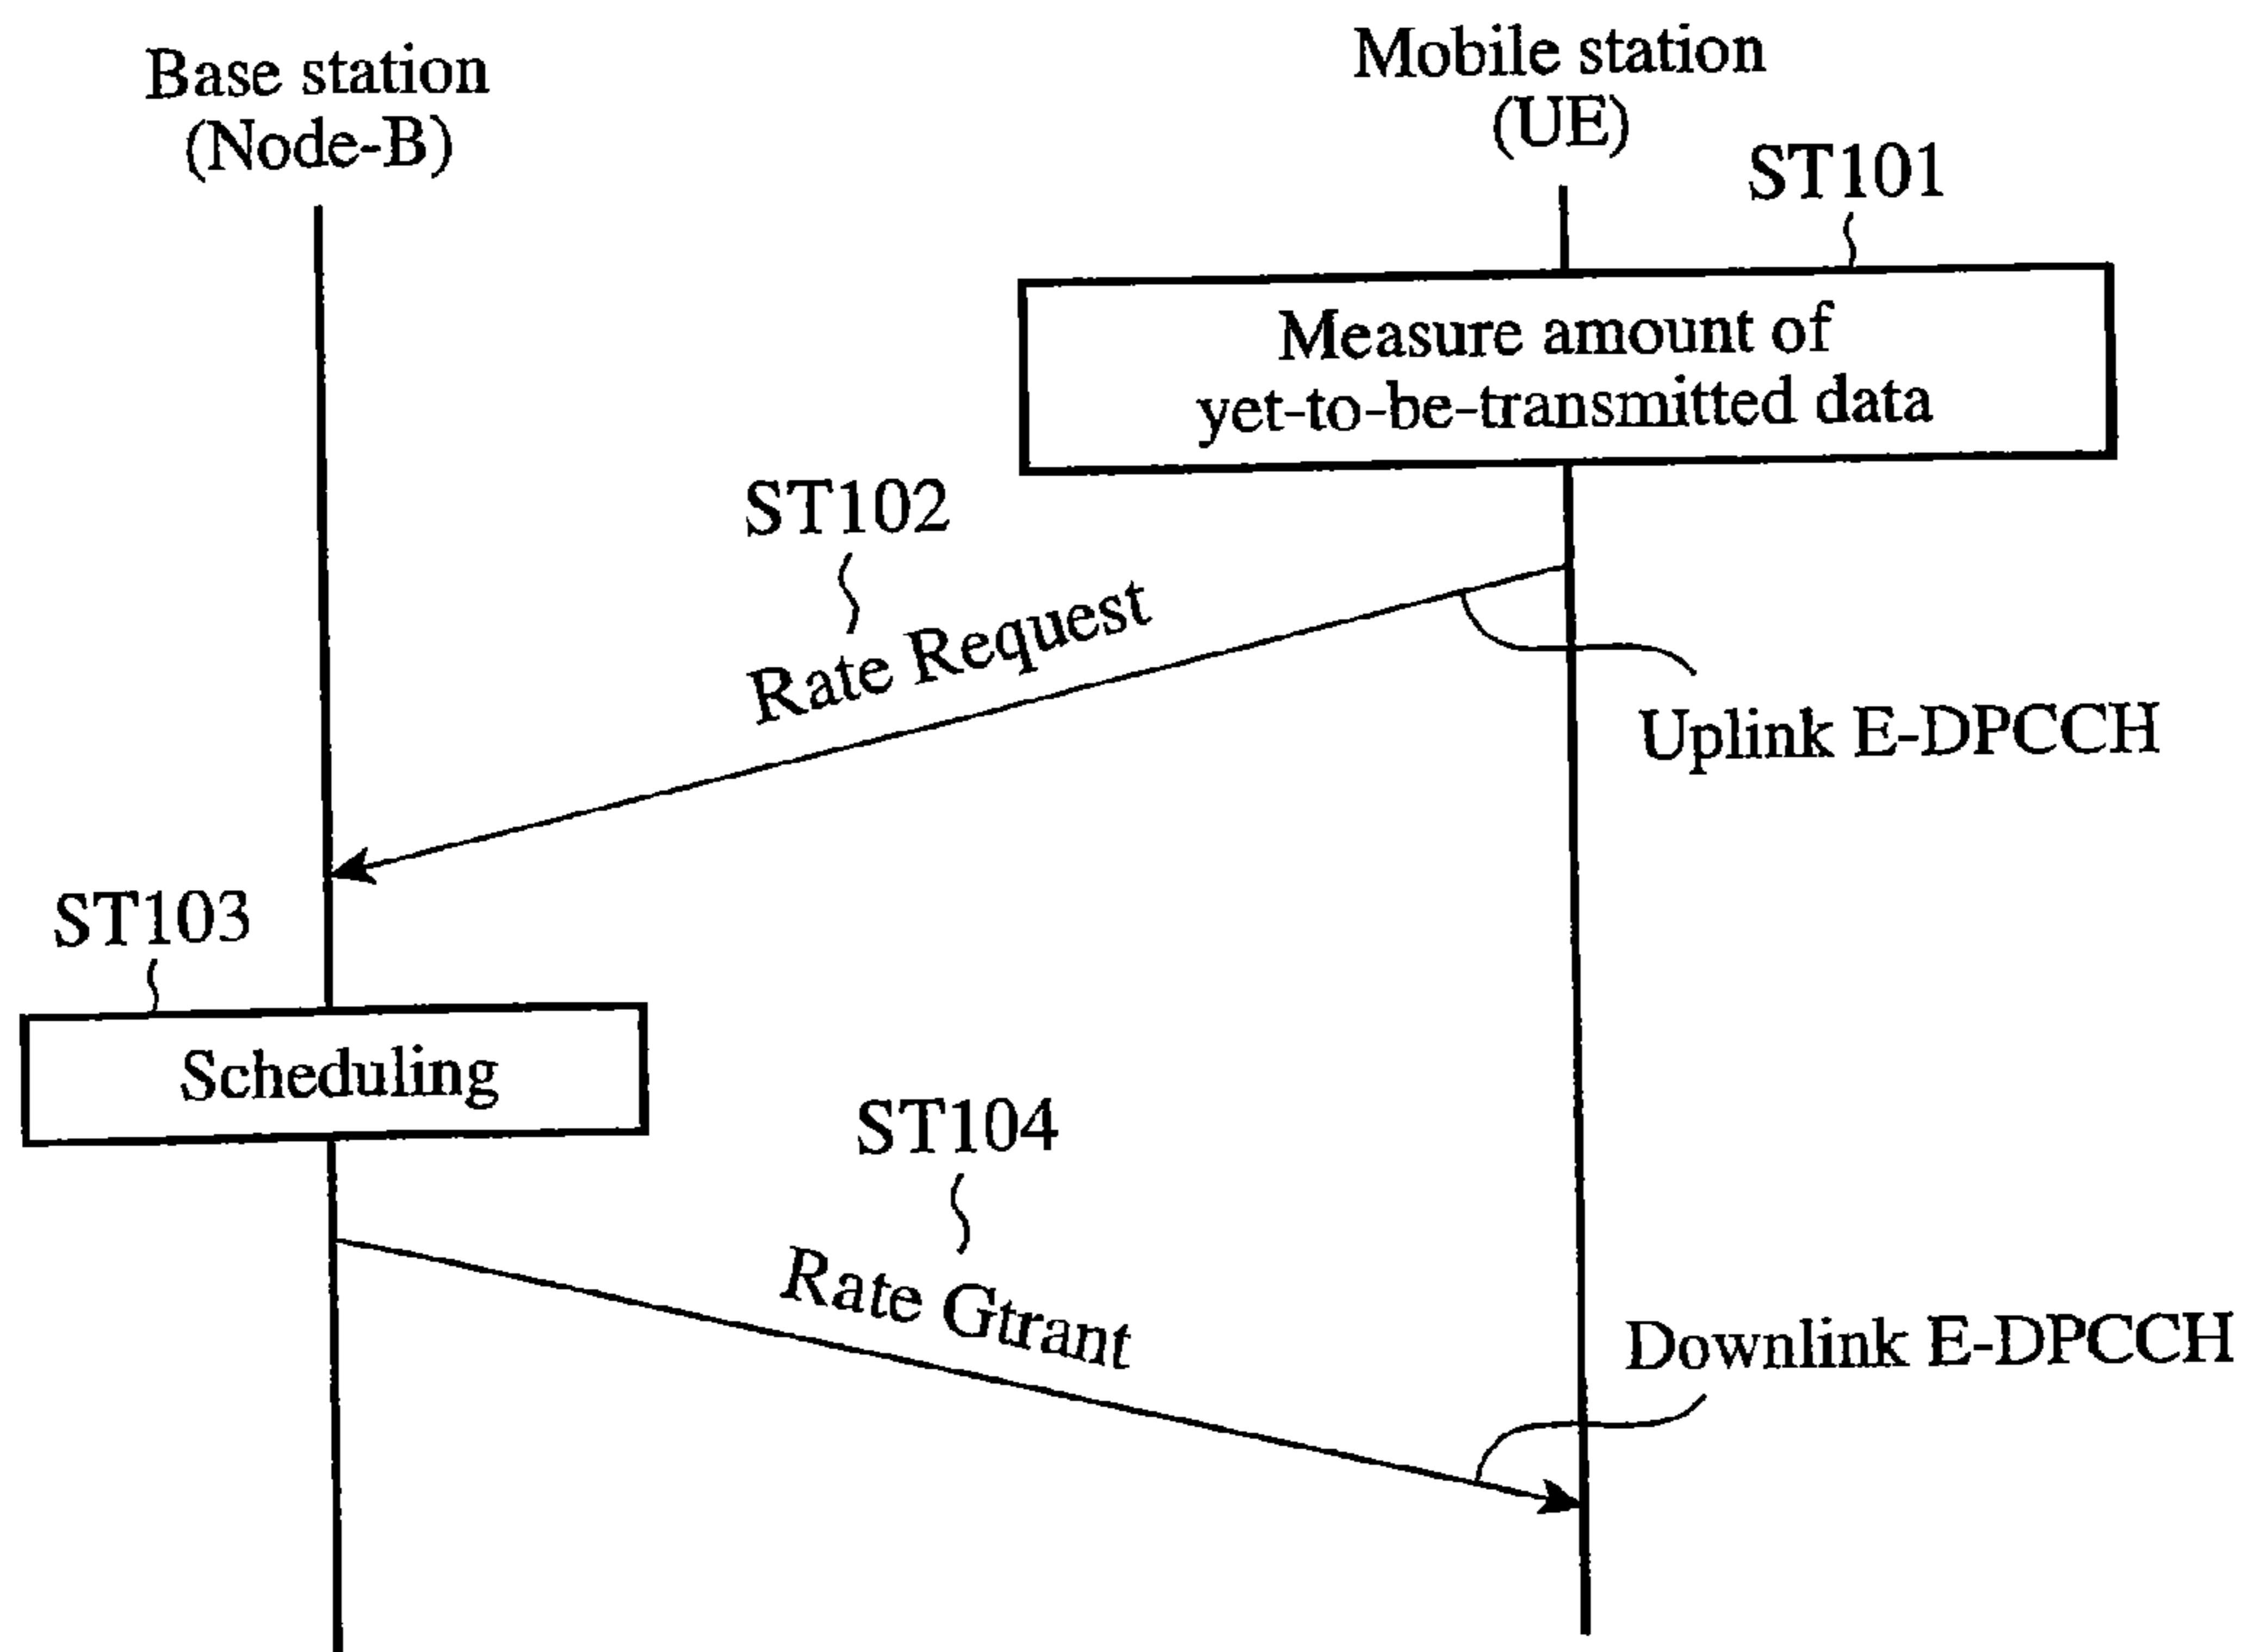 Base station
(Node-B)
Mobile station
(UE)
ST101
Measure amount of
yet-to-be-transmitted data
ST102
Rate Request
Uplink E-DPCCH
ST103
Scheduling
ST104
Rate Gtrant
Downlink E-DPCCH